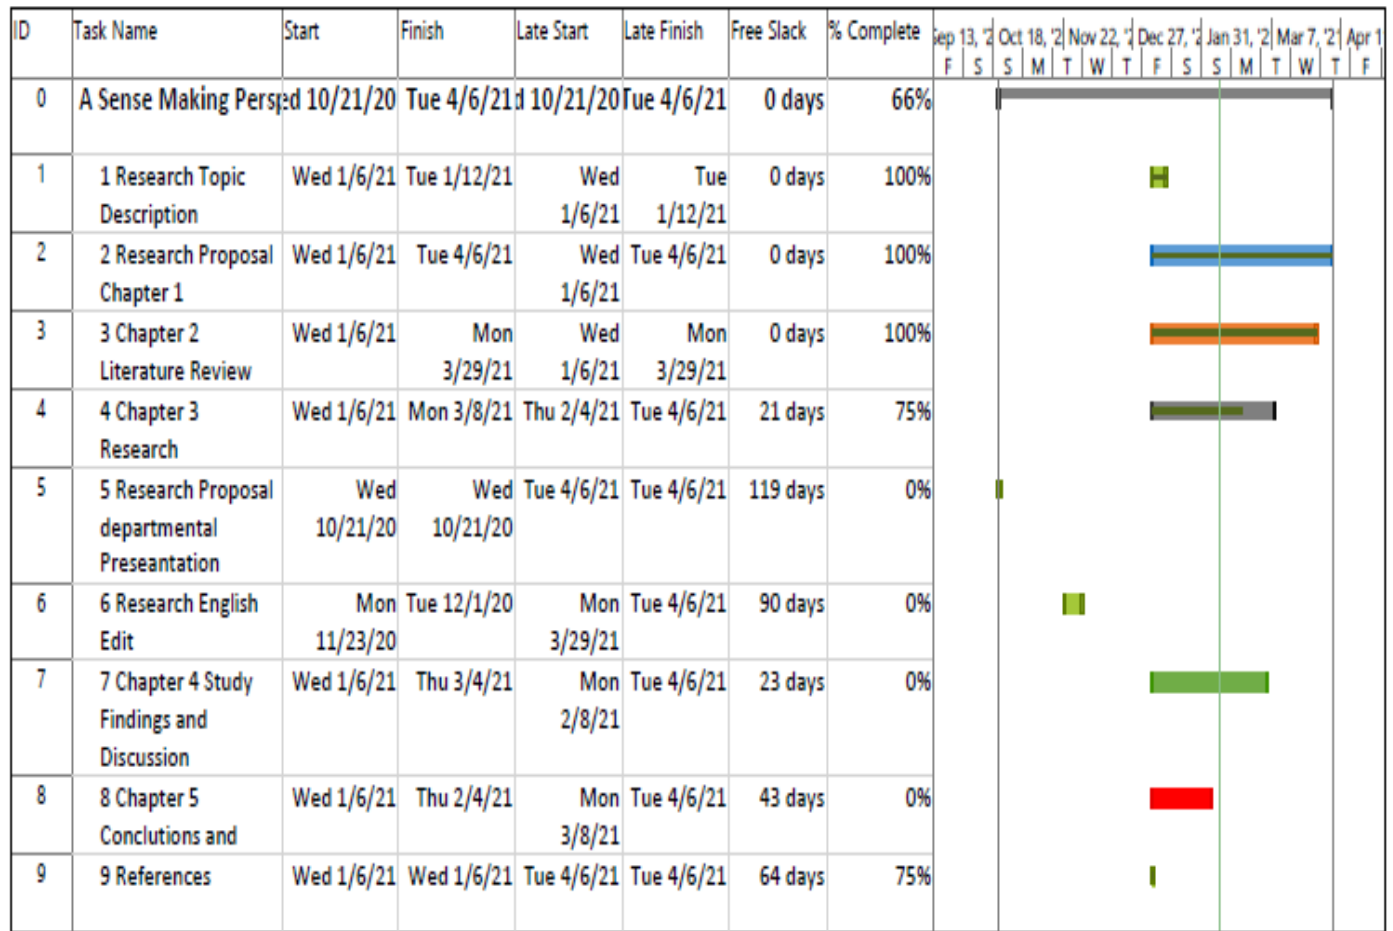 ID Task Name Start Finish Late Start Late Finish Free Slack % Complete
Sep 13, '2 Oct 18, '2 Nov 22, '2 Dec 27, '2 Jan 31, '2 Mar 7, '21 Apr 1
F S S M T W T F S S M T W T F
0 A Sense Making Persp ed 10/21/20 Tue 4/6/21 d 10/21/20 Tue 4/6/21 0 days 66%
1 1 Research Topic Wed 1/6/21 Tue 1/12/21 Wed Tue 0 days 100%
Description 1/6/21 1/12/21
2 2 Research Proposal Wed 1/6/21 Tue 4/6/21 Wed Tue 4/6/21 0 days 100%
Chapter 1 1/6/21
3 3 Chapter 2 Wed 1/6/21 Mon Wed Mon 0 days 100%
Literature Review 3/29/21 1/6/21 3/29/21
4 4 Chapter 3 Wed 1/6/21 Mon 3/8/21 Thu 2/4/21 Tue 4/6/21 21 days 75%
Research
5 5 Research Proposal Wed Wed Tue 4/6/21 Tue 4/6/21 119 days 0%
departmental 10/21/20 10/21/20
Preseantation
6 6 Research English Mon Tue 12/1/20 Mon Tue 4/6/21 90 days 0%
Edit 11/23/20 3/29/21
7 7 Chapter 4 Study Wed 1/6/21 Thu 3/4/21 Mon Tue 4/6/21 23 days 0%
Findings and 2/8/21
Discussion
8 8 Chapter 5 Wed 1/6/21 Thu 2/4/21 Mon Tue 4/6/21 43 days 0%
Conclutions and 3/8/21
9 9 References Wed 1/6/21 Wed 1/6/21 Tue 4/6/21 Tue 4/6/21 64 days 75%